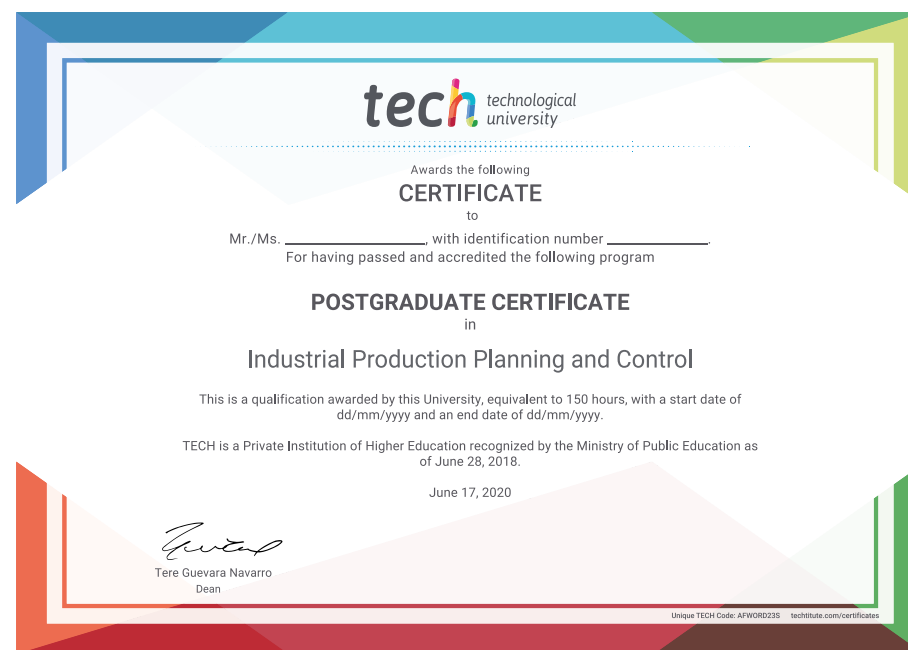 tech technological
university
Awards the following
CERTIFICATE
to
Mr./Ms. ________________, with identification number ____________.
For having passed and accredited the following program
POSTGRADUATE CERTIFICATE
in
Industrial Production Planning and Control
This is a qualification awarded by this University, equivalent to 150 hours, with a start date of
dd/mm/yyyy and an end date of dd/mm/yyyy.
TECH is a Private Institution of Higher Education recognized by the Ministry of Public Education as
of June 28, 2018.
June 17, 2020
Tere Guevara Navarro
Dean
Unique TECH Code: AFWORD23S techtitute.com/certificates